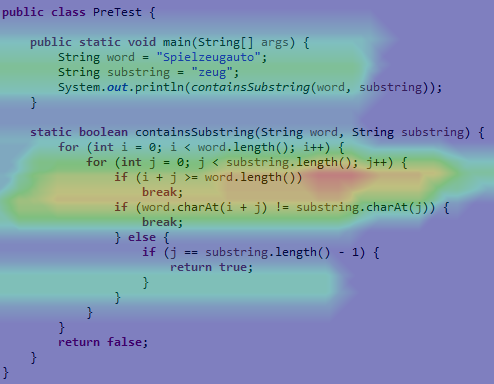 public class PreTest {
public static void main(String[] args) {
String word = "Spielzeugauto";
String substring = "zeug";
System.out.println(containsSubstring(word, substring));
}
static boolean containsSubstring(String word, String substring) {
for (int i = 0; i < word.length(); i++) {
for (int j = 0; j < substring.length(); j++) {
if (i + j >= word.length())
break;
if (word.charAt(i + j) != substring.charAt(j)) {
break;
} else {
if (j == substring.length() - 1) {
return true;
}
}
}
}
return false;
}
}